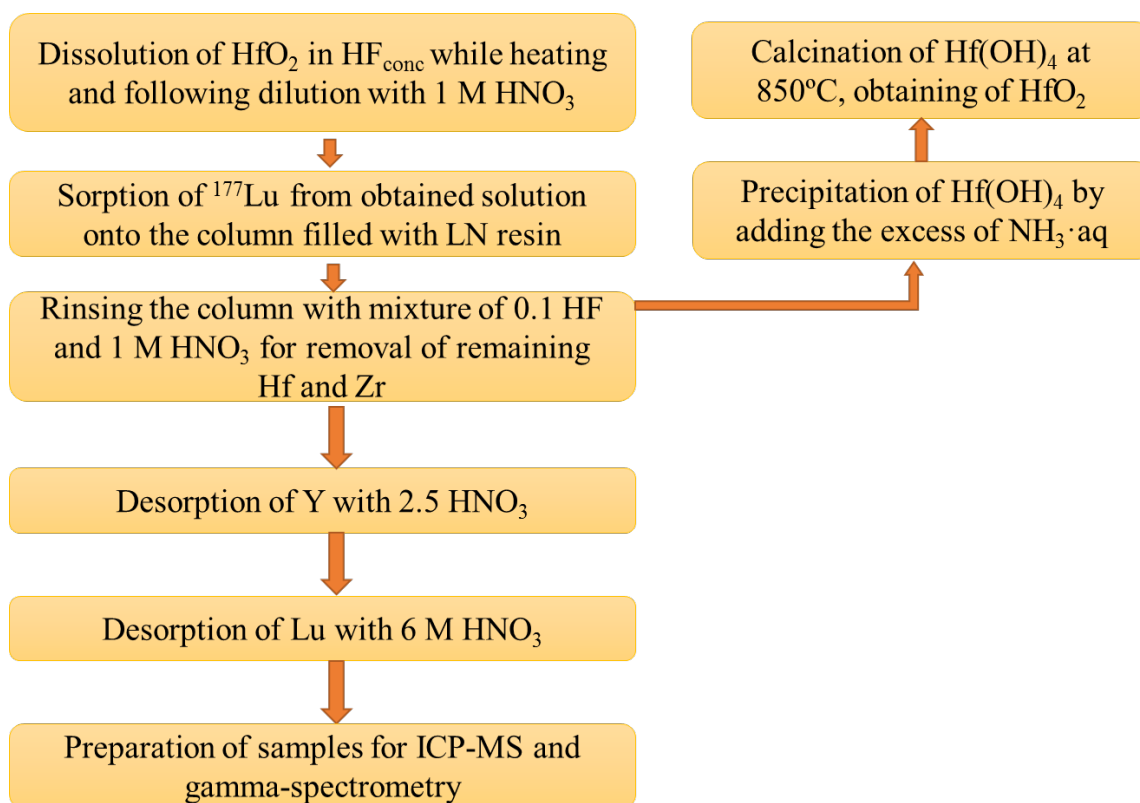 Dissolution of HfO₂ in HF_conc while heating
and following dilution with 1 M HNO₃
Sorption of ¹⁷⁷Lu from obtained solution
onto the column filled with LN resin
Rinsing the column with mixture of 0.1 HF
and 1 M HNO₃ for removal of remaining
Hf and Zr
Desorption of Y with 2.5 HNO₃
Desorption of Lu with 6 M HNO₃
Preparation of samples for ICP-MS and
gamma-spectrometry
Calcination of Hf(OH)₄ at
850ºC, obtaining of HfO₂
Precipitation of Hf(OH)₄ by
adding the excess of NH₃·aq